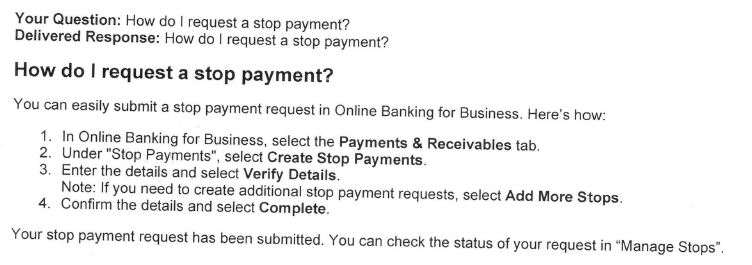 Your Question: How do I request a stop payment?
Delivered Response: How do I request a stop payment?
How do I request a stop payment?
You can easily submit a stop payment request in Online Banking for Business. Here's how:
1. In Online Banking for Business, select the Payments & Receivables tab.
2. Under "Stop Payments", select Create Stop Payments.
3. Enter the details and select Verify Details.
Note: If you need to create additional stop payment requests, select Add More Stops.
4. Confirm the details and select Complete.
Your stop payment request has been submitted. You can check the status of your request in “Manage Stops”.